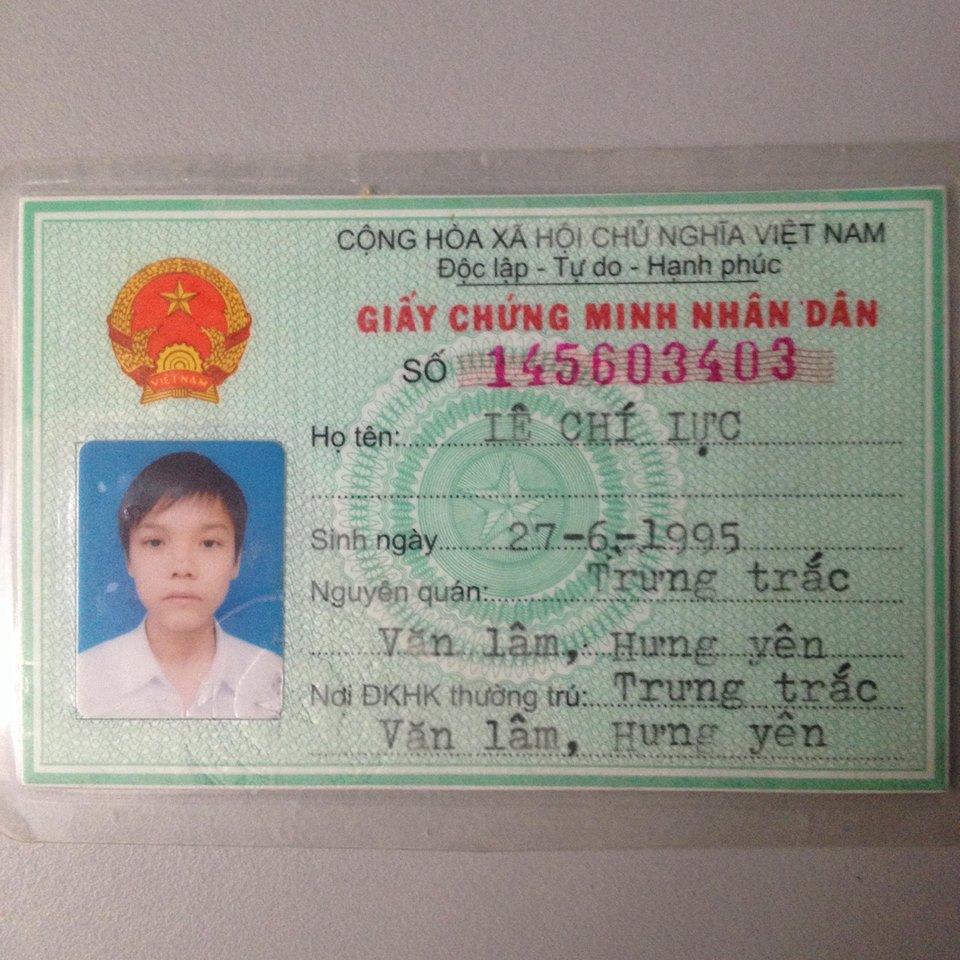 CỘNG HÒA XÃ HỘI CHỦ NGHĨA VIỆT NAM
Độc lập - Tự do - Hạnh phúc
GIẤY CHỨNG MINH NHÂN DÂN
SỐ 145603403
VIỆT NAM
Họ tên: LÊ CHÍ LỰC
Sinh ngày 27-6-1995
Nguyên quán: Trưng trắc
Văn lâm, Hưng yên
Nơi ĐKHK thường trú: Trưng trắc
Văn lâm, Hưng yên